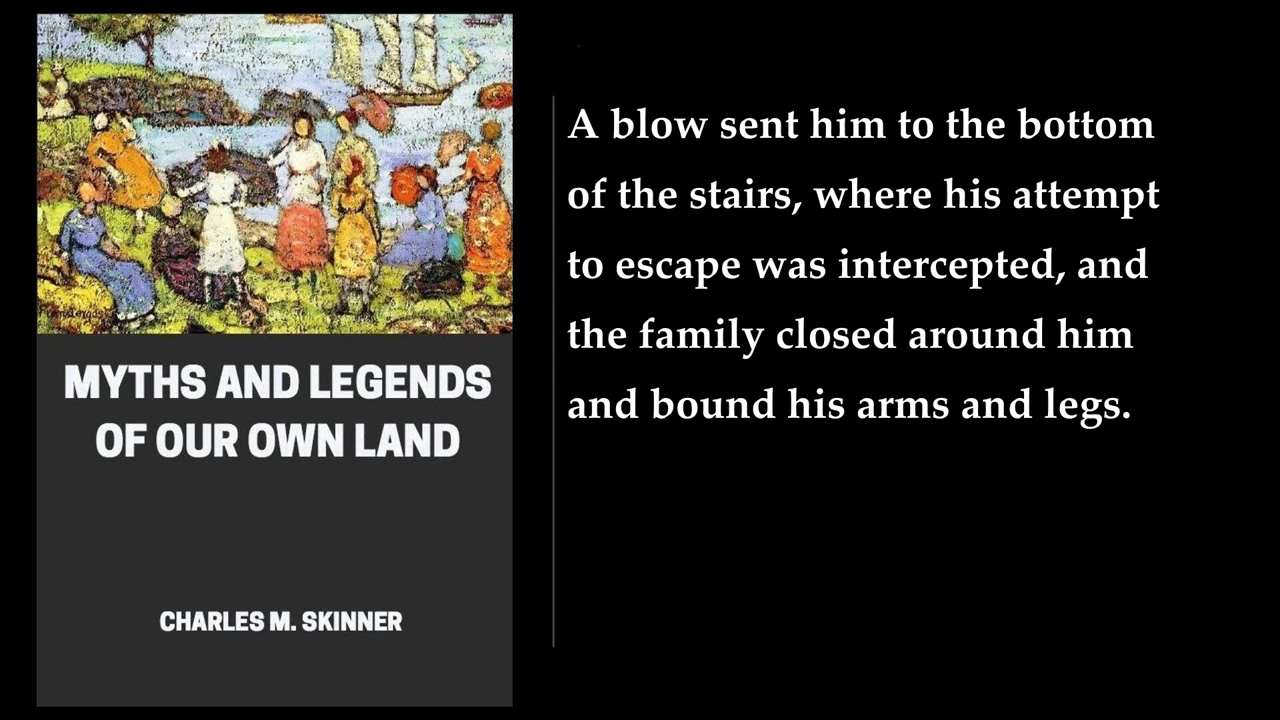 MYTHS AND LEGENDS
OF OUR OWN LAND
CHARLES M. SKINNER
A blow sent him to the bottom
of the stairs, where his attempt
to escape was intercepted, and
the family closed around him
and bound his arms and legs.